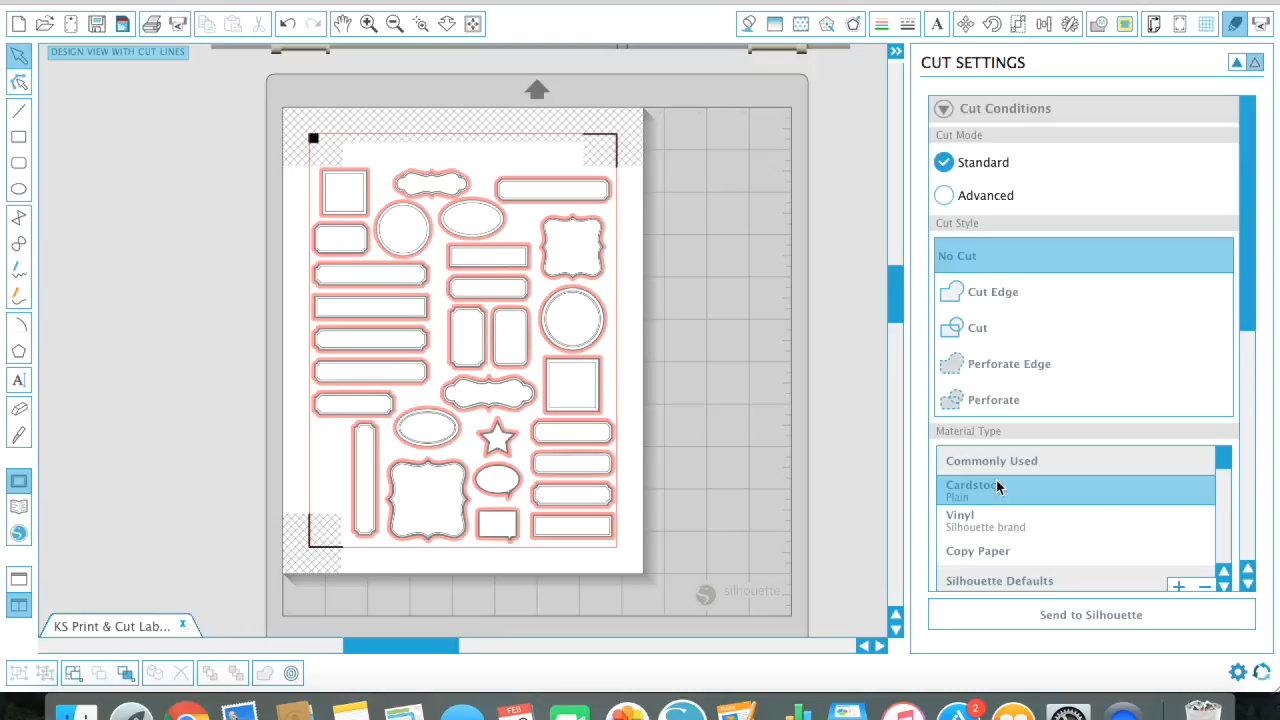 DESIGN VIEW WITH CUT LINES
CUT SETTINGS
Cut Conditions
Cut Mode
Standard
Advanced
Cut Style
No Cut
Cut Edge
Cut
Perforate Edge
Perforate
Material Type
Commonly Used
Plain
Vinyl
Silhouette brand
Copy Paper
Silhouette Defaults
Send to Silhouette
silhouette
KS Print & Cut Lab... x
A
A
S
FEB
2